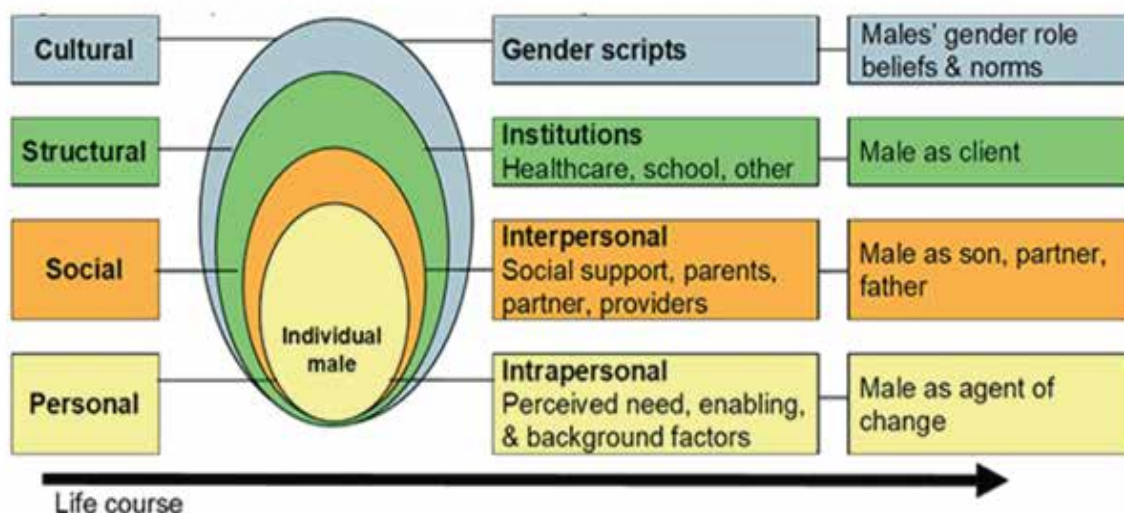 Cultural
Gender scripts
Males' gender role
beliefs & norms
Structural
Institutions
Healthcare, school, other
Male as client
Social
Interpersonal
Social support, parents,
partner, providers
Male as son, partner,
father
Individual
male
Personal
Intrapersonal
Perceived need, enabling,
& background factors
Male as agent of
change
Life course